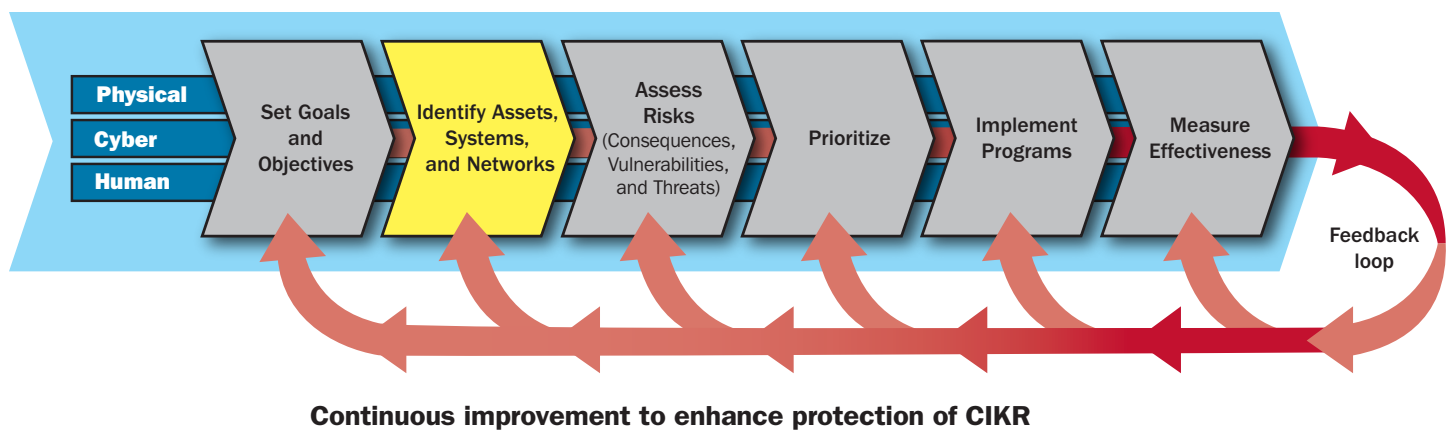 Physical
Cyber
Human
Set Goals
and
Objectives
Identify Assets,
Systems,
and Networks
Assess
Risks
(Consequences,
Vulnerabilities,
and Threats)
Prioritize
Implement
Programs
Measure
Effectiveness
Feedback
loop
Continuous improvement to enhance protection of CIKR